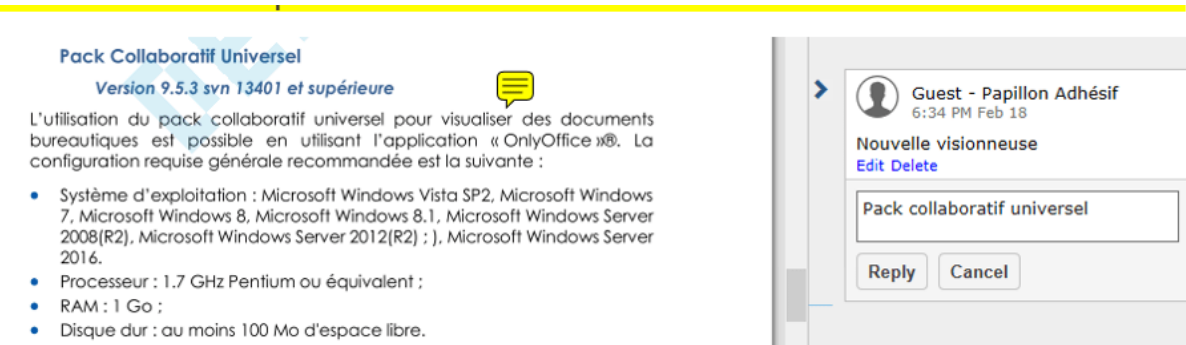 Pack Collaboratif Universel
Version 9.5.3 svn 13401 et supérieure
L'utilisation du pack collaboratif universel pour visualiser des documents
bureautiques est possible en utilisant l'application « OnlyOffice »®. La
configuration requise générale recommandée est la suivante :
• Système d'exploitation : Microsoft Windows Vista SP2, Microsoft Windows
7, Microsoft Windows 8, Microsoft Windows 8.1, Microsoft Windows Server
2008(R2), Microsoft Windows Server 2012(R2) ; ), Microsoft Windows Server
2016.
• Processeur : 1.7 GHz Pentium ou équivalent ;
• RAM : 1 Go ;
• Disque dur : au moins 100 Mo d'espace libre.
Guest - Papillon Adhésif
6:34 PM Feb 18
Nouvelle visionneuse
Edit Delete
Pack collaboratif universel
Reply Cancel